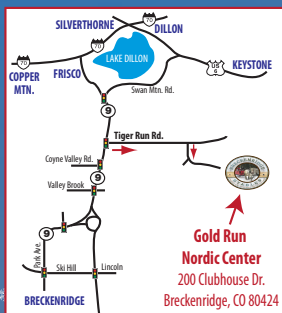 70
SILVERTHORNE
DILLON
70
70
LAKE DILLON
US
6
COPPER
MTN.
FRISCO
KEYSTONE
Swan Mtn. Rd.
9
Tiger Run Rd.
Coyne Valley Rd.
9
Valley Brook
9
Park Ave.
Ski Hill
Lincoln
BRECKENRIDGE
Gold Run
Nordic Center
200 Clubhouse Dr.
Breckenridge, CO 80424